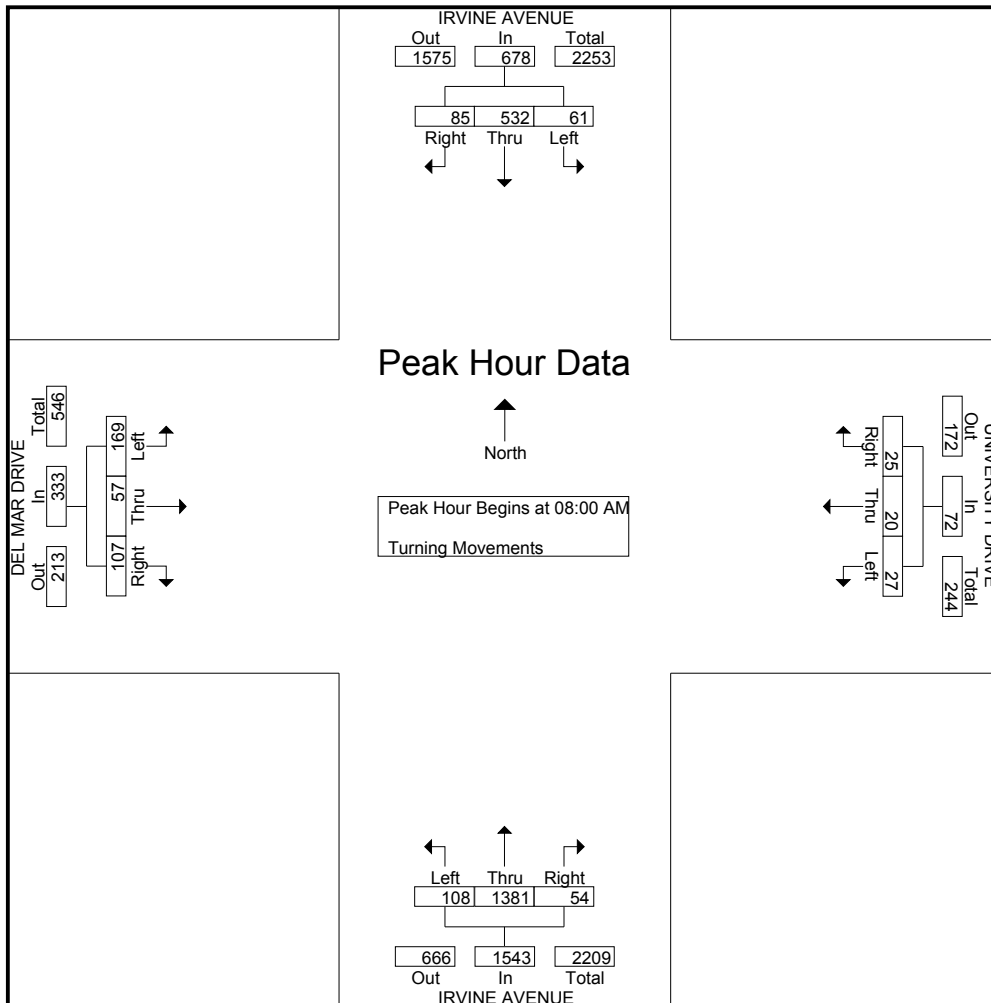 IRVINE AVENUE
Out In Total
1575 678 2253
85 532 61
Right Thru Left
Peak Hour Data
North
Peak Hour Begins at 08:00 AM
Turning Movements
DEL MAR DRIVE
Out In Total
213 333 546
107 57 169
Right Thru Left
UNIVERSITY DRIVE
Out In Total
172 72 244
25 20 27
Right Thru Left
Left Thru Right
108 1381 54
666 1543 2209
Out In Total
IRVINE AVENUE